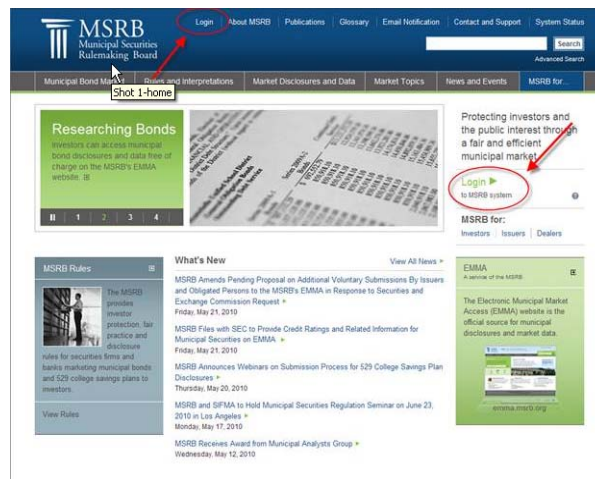 MSRB
Municipal Securities
Rulemaking Board
Login
About MSRB
Publications
Glossary
Email Notification
Contact and Support
System Status
Search
Advanced Search
Municipal Bond Market
Rules and Interpretations
Market Disclosures and Data
Market Topics
News and Events
MSRB for...
Shot 1-home
Researching Bonds
Investors can access municipal
bond disclosures and data free of
charge on the MSRB's EMMA
website.
1 2 3 4
Protecting investors and
the public interest through
a fair and efficient
municipal market
Login
to MSRB system
MSRB for:
Investors
Issuers
Dealers
MSRB Rules
The MSRB
provides
investor
protection, fair
practice and
disclosure
rules for securities firms and
banks marketing municipal bonds
and 529 college savings plans to
investors.
View Rules
What's New
View All News
MSRB Amends Pending Proposal on Additional Voluntary Submissions By Issuers
and Obligated Persons to the MSRB's EMMA in Response to Securities and
Exchange Commission Request
Friday, May 21, 2010
MSRB Files with SEC to Provide Credit Ratings and Related Information for
Municipal Securities on EMMA
Friday, May 21, 2010
MSRB Announces Webinars on Submission Process for 529 College Savings Plan
Disclosures
Thursday, May 20, 2010
MSRB and SIFMA to Hold Municipal Securities Regulation Seminar on June 23,
2010 in Los Angeles
Monday, May 17, 2010
MSRB Receives Award from Municipal Analysts Group
Wednesday, May 12, 2010
EMMA
A service of the MSRB
The Electronic Municipal Market
Access (EMMA) website is the
official source for municipal
disclosures and market data.
emma.msrb.org